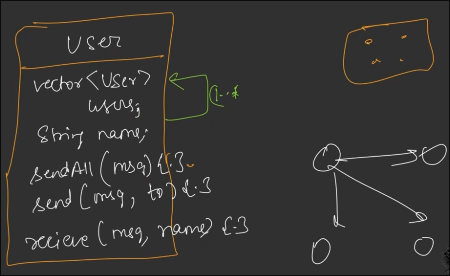 User
vector<User>
users;
String name;
sendAll (msg) {..}
send (msg, to) {..}
recieve (msg, name) {..}
1..*